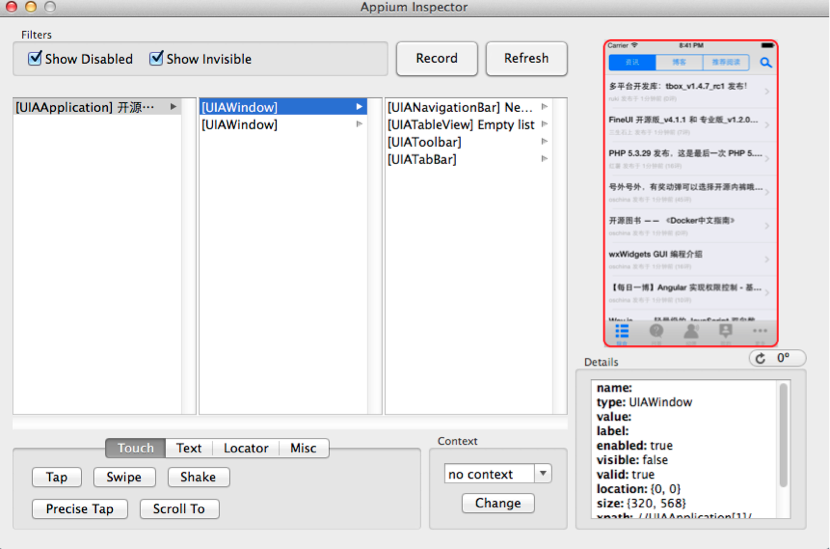 Appium Inspector
Filters
Show Disabled
Show Invisible
Record
Refresh
[UIAApplication] 开源…
[UIAWindow]
[UIAWindow]
[UIANavigationBar] Ne...
[UIATableView] Empty list
[UIAToolbar]
[UIATabBar]
Carrier
8:41 PM
资讯
博客
推荐阅读
多平台开发库：tbox_v1.4.7_rc1 发布！
FineUI 开源版_v4.1.1 和 专业版_v1.2.0...
PHP 5.3.29 发布，这是最后一次 PHP 5....
号外号外，有奖动弹可以选择开源内裤哦...
开源图书 —— 《Docker中文指南》
wxWidgets GUI 编程介绍
【每日一博】Angular 实现权限控制 - 基...
Details
0°
name:
type: UIAWindow
value:
label:
enabled: true
visible: false
valid: true
location: {0, 0}
size: {320, 568}
xpath: //UIAApplication[1]/
Touch
Text
Locator
Misc
Tap
Swipe
Shake
Precise Tap
Scroll To
Context
no context
Change